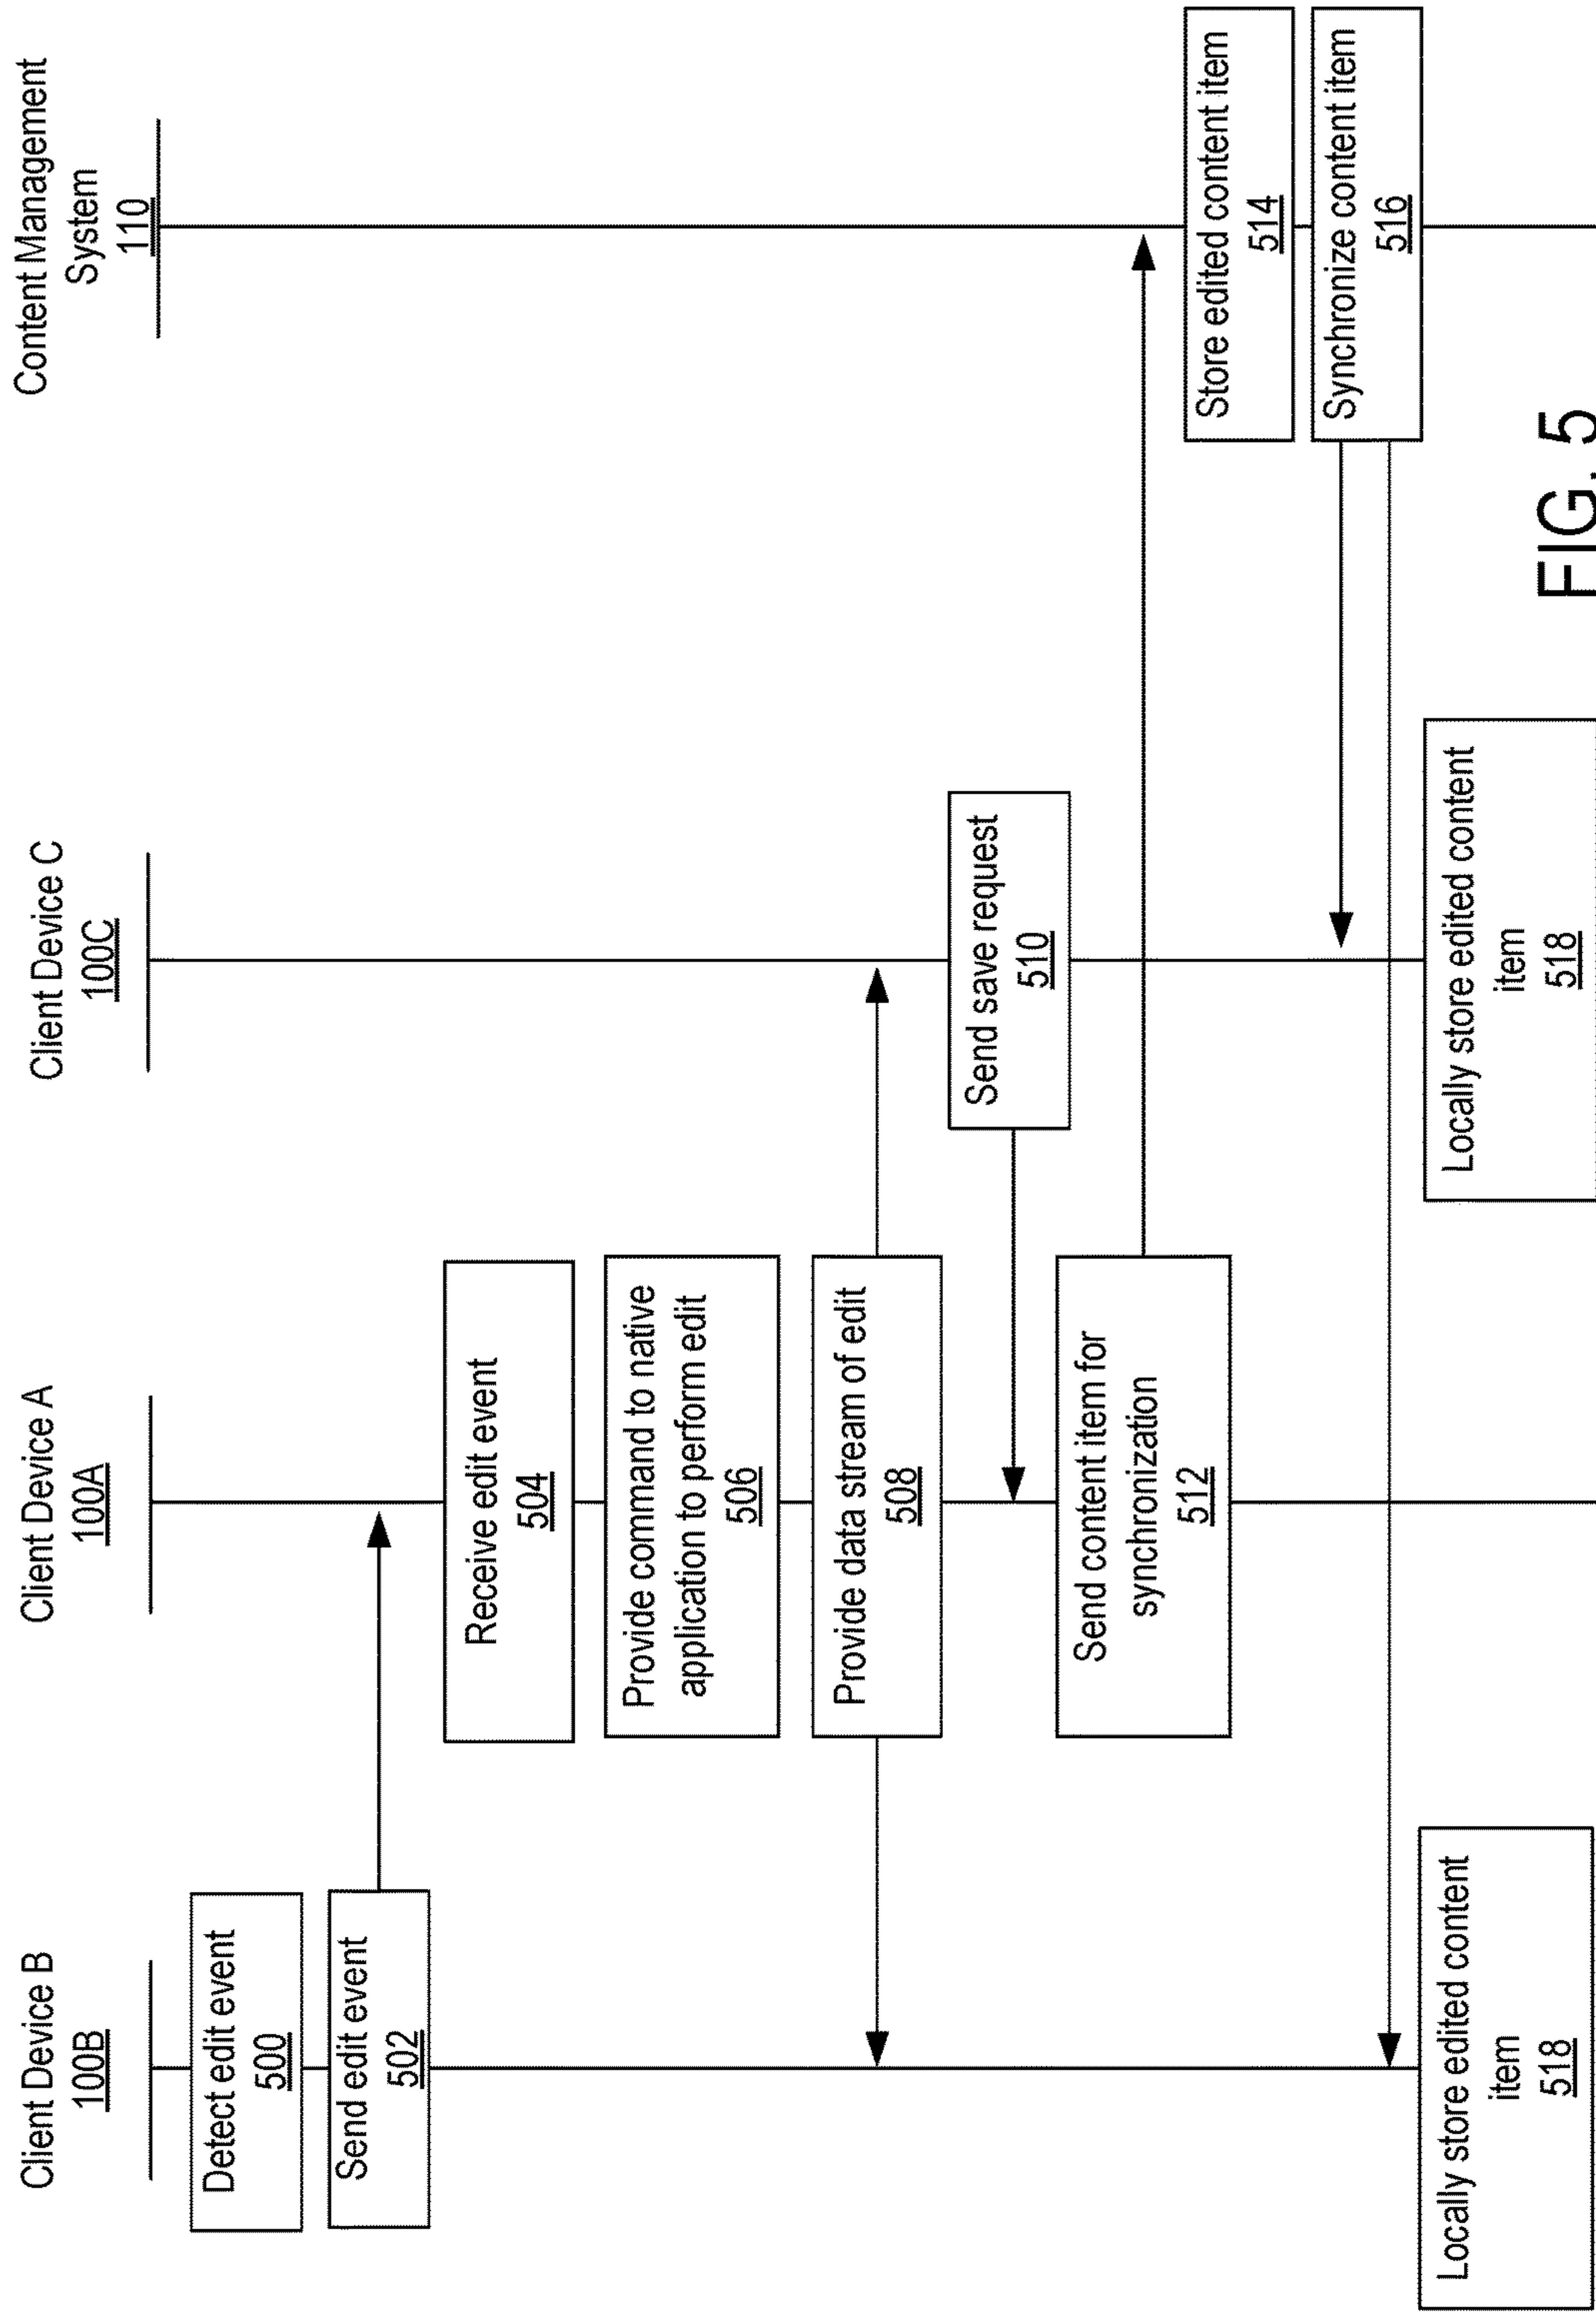 Client Device B
100B
Client Device A
100A
Client Device C
100C
Content Management
System
110
Detect edit event
500
Send edit event
502
Receive edit event
504
Provide command to native
application to perform edit
506
Provide data stream of edit
508
Send save request
510
Send content item for
synchronization
512
Store edited content item
514
Synchronize content item
516
Locally store edited content
item
518
Locally store edited content
item
518
FIG. 5